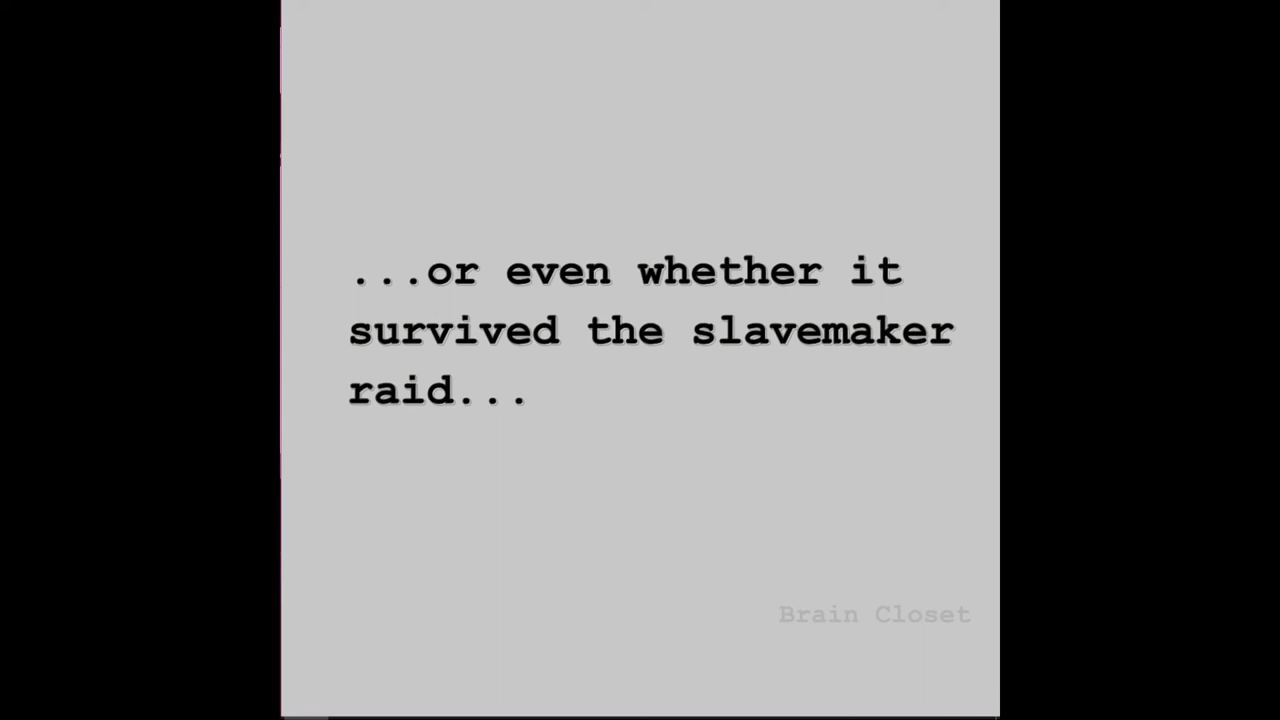 ...or even whether it
survived the slavemaker
raid...
Brain Closet